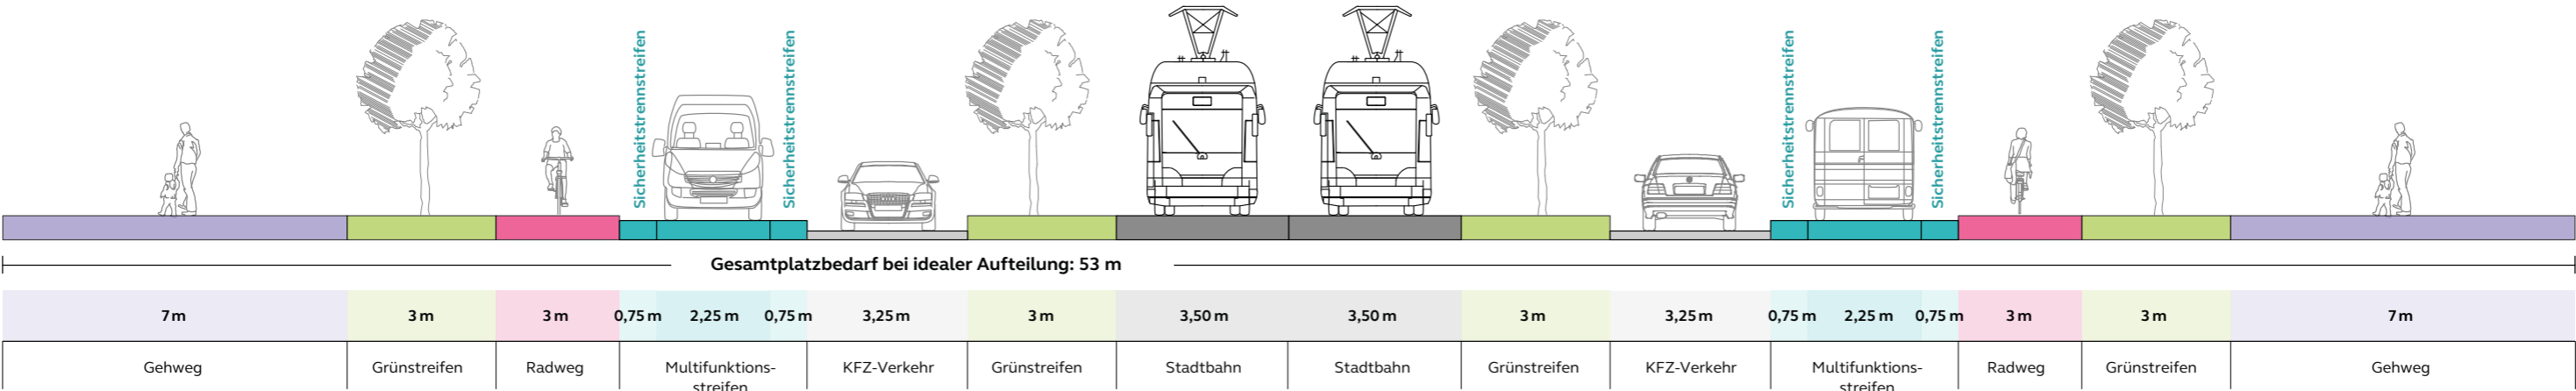 Sicherheitstrennstreifen
Sicherheitstrennstreifen
Sicherheitstrennstreifen
Sicherheitstrennstreifen
Gesamtplatzbedarf bei idealer Aufteilung: 53 m
7 m 3 m 3 m 0,75 m 2,25 m 0,75 m 3,25 m 3 m 3,50 m 3,50 m 3 m 3,25 m 0,75 m 2,25 m 0,75 m 3 m 3 m 7 m
Gehweg Grünstreifen Radweg Multifunktions- KFZ-Verkehr Grünstreifen Stadtbahn Stadtbahn Grünstreifen KFZ-Verkehr Multifunktions- Radweg Grünstreifen Gehweg
streifen streifen